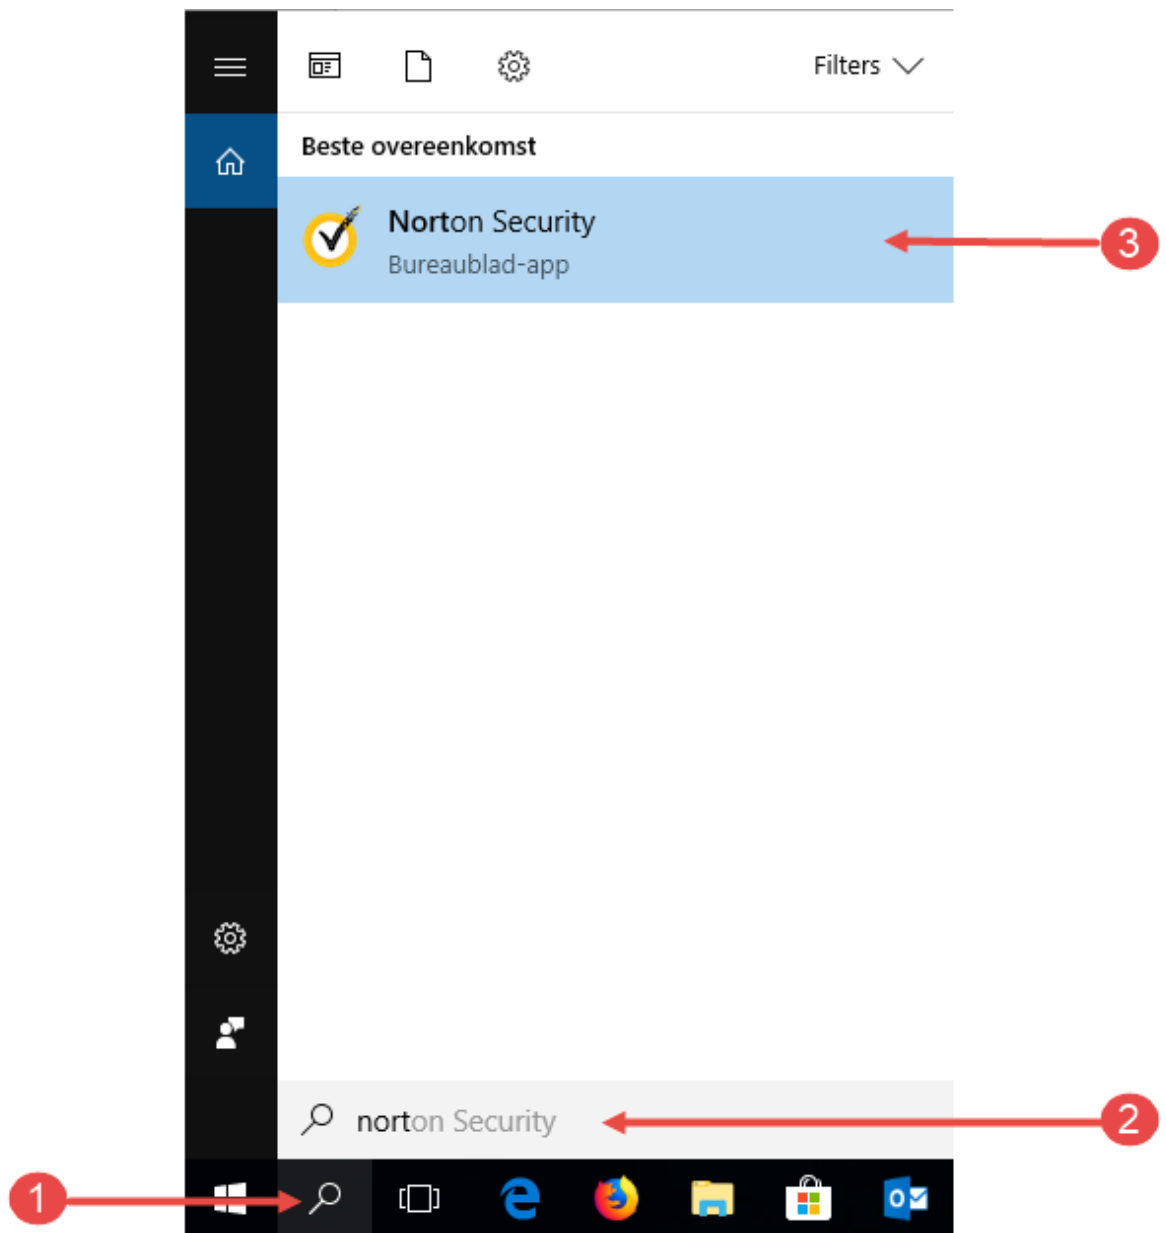 Filters
Beste overeenkomst
Norton Security
Bureaublad-app
3
norton Security
2
1